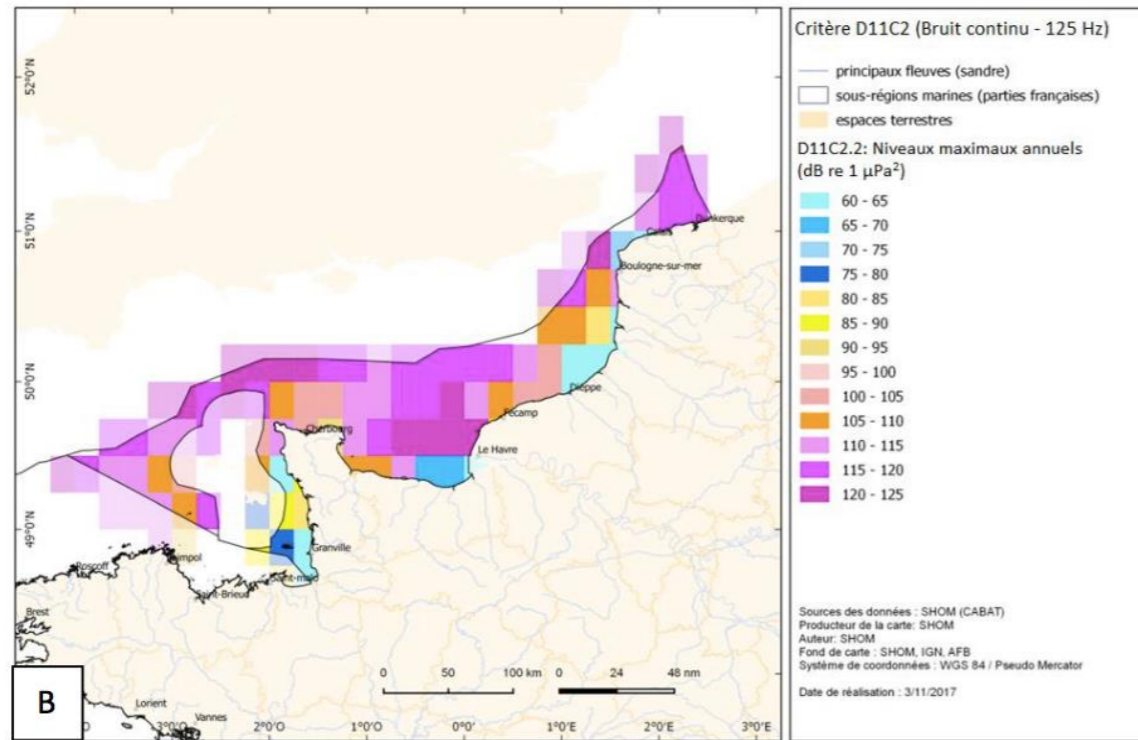 Critère D11C2 (Bruit continu - 125 Hz)
principaux fleuves (sandre)
sous-régions marines (parties françaises)
espaces terrestres
D11C2.2: Niveaux maximaux annuels
(dB re 1 µPa²)
60 - 65
65 - 70
70 - 75
75 - 80
80 - 85
85 - 90
90 - 95
95 - 100
100 - 105
105 - 110
110 - 115
115 - 120
120 - 125
Sources des données : SHOM (CABAT)
Producteur de la carte: SHOM
Auteur: SHOM
Fond de carte : SHOM, IGN, AFB
Système de coordonnées : WGS 84 / Pseudo Mercator
Date de réalisation : 3/11/2017
52°0'N
51°0'N
50°0'N
49°0'N
Dunkerque
Calais
Boulogne-sur-mer
Dieppe
Fécamp
Cherbourg
Le Havre
Granville
Paimpol
Roscoff
Saint-malo
Saint-Brieuc
Brest
Lorient
Vannes
0 50 100 km
0 24 48 nm
B
2°0'O
1°0'O
0°0
1°0'E
2°0'E
3°0'E